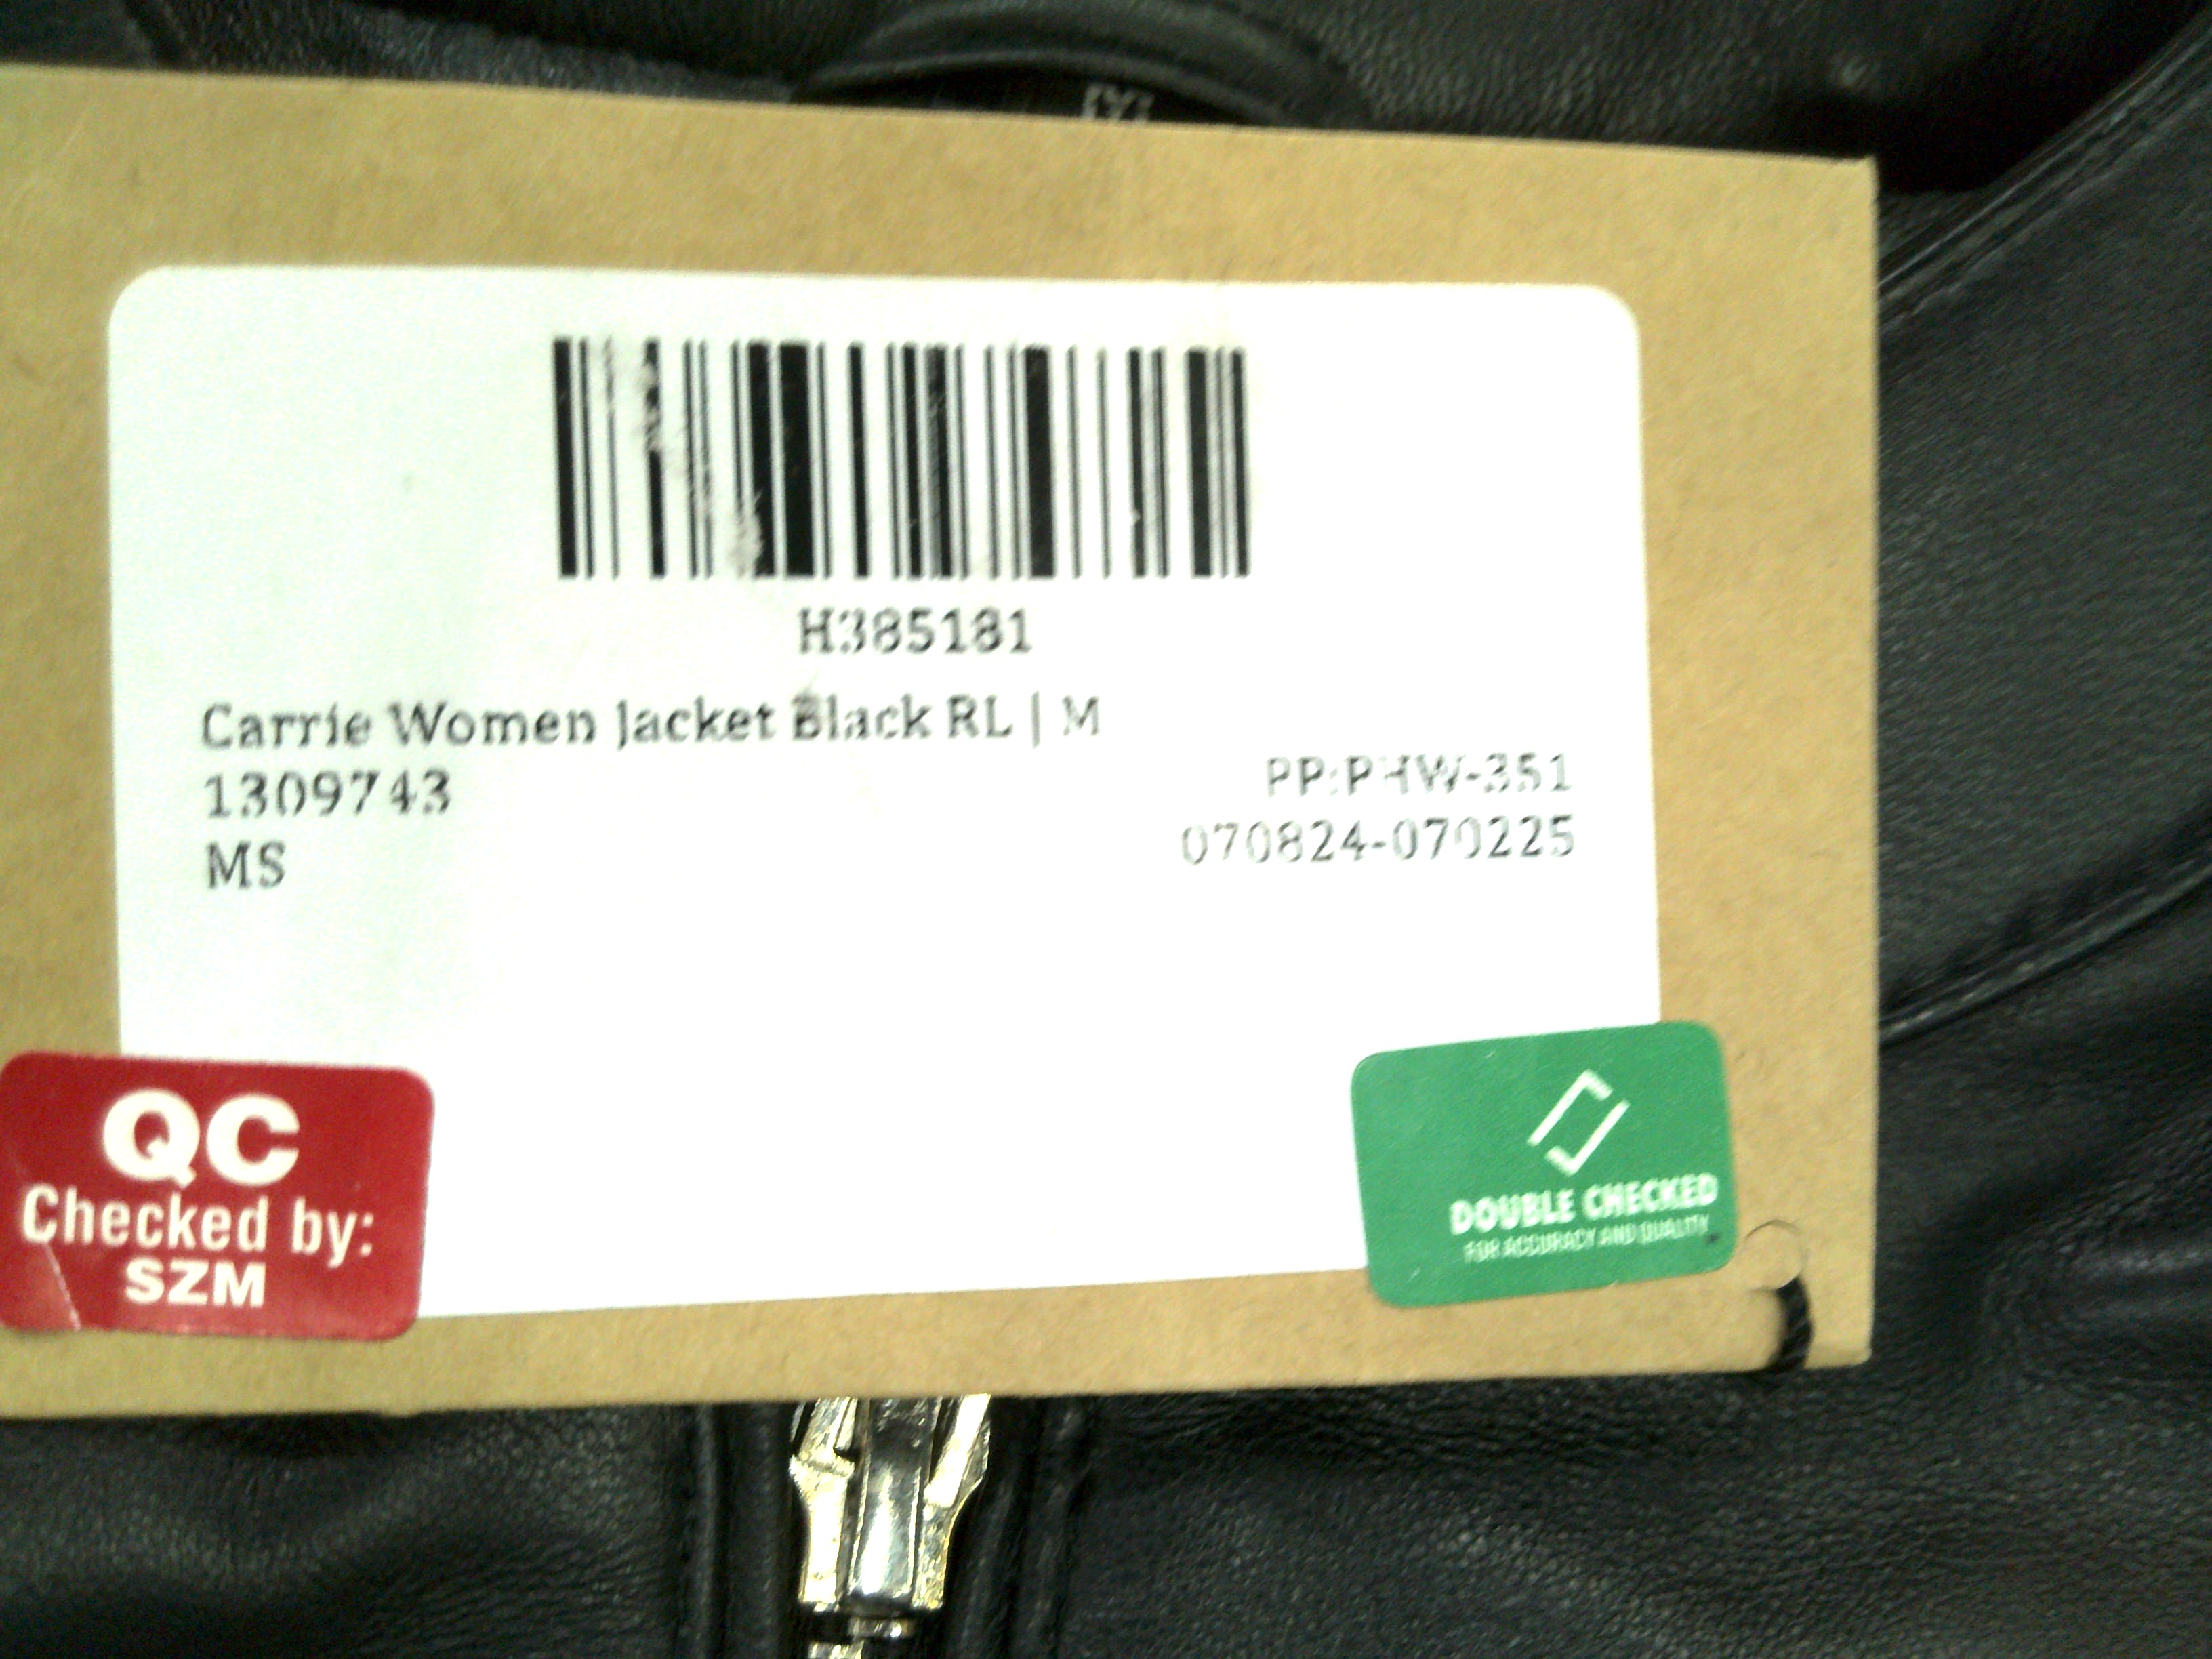 H385181
Carrie Women Jacket Black RL | M
1309743
PP:PHW-351
MS
070824-070225
QC
Checked by:
SZM
DOUBLE CHECKED
FOR ACCURACY AND QUALITY